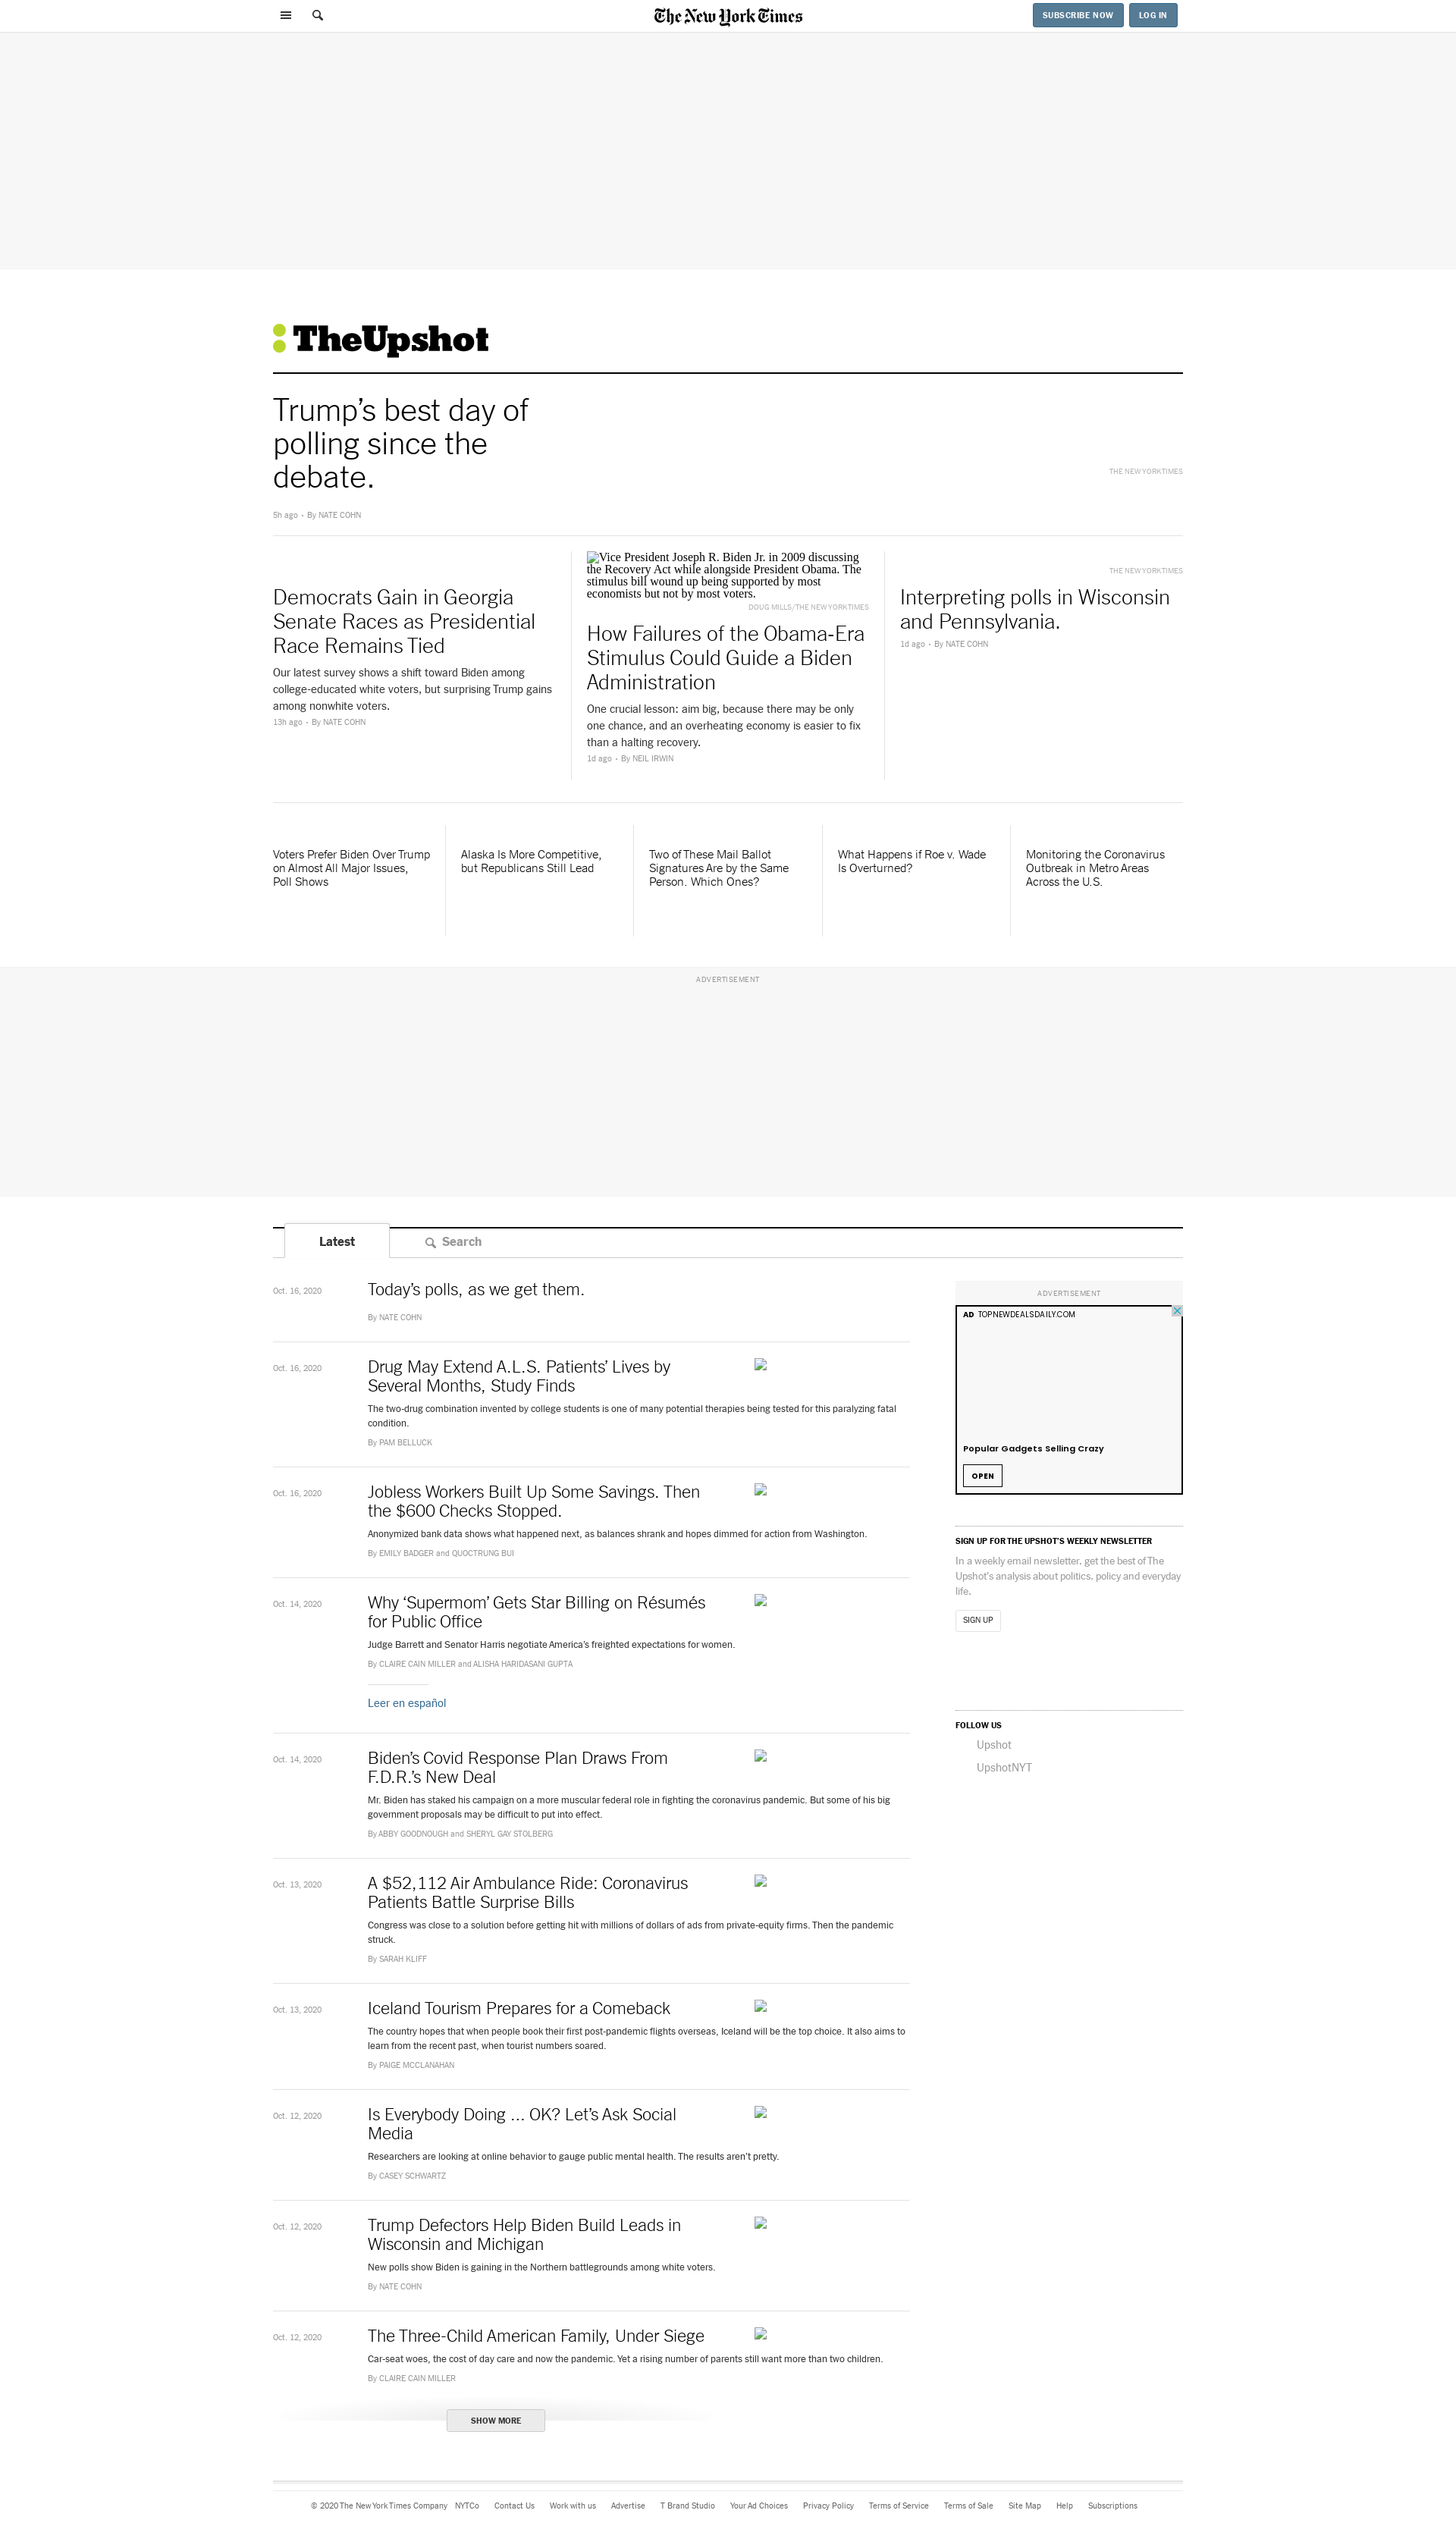 The New York Times
SUBSCRIBE NOW
LOG IN
TheUpshot
Trump’s best day of
polling since the
debate.
THE NEW YORK TIMES
5h ago • By NATE COHN
Democrats Gain in Georgia
Senate Races as Presidential
Race Remains Tied
Our latest survey shows a shift toward Biden among
college-educated white voters, but surprising Trump gains
among nonwhite voters.
13h ago • By NATE COHN
Vice President Joseph R. Biden Jr. in 2009 discussing
the Recovery Act while alongside President Obama. The
stimulus bill wound up being supported by most
economists but not by most voters.
DOUG MILLS/THE NEW YORK TIMES
How Failures of the Obama-Era
Stimulus Could Guide a Biden
Administration
One crucial lesson: aim big, because there may be only
one chance, and an overheating economy is easier to fix
than a halting recovery.
1d ago • By NEIL IRWIN
THE NEW YORK TIMES
Interpreting polls in Wisconsin
and Pennsylvania.
1d ago • By NATE COHN
Voters Prefer Biden Over Trump
on Almost All Major Issues,
Poll Shows
Alaska Is More Competitive,
but Republicans Still Lead
Two of These Mail Ballot
Signatures Are by the Same
Person. Which Ones?
What Happens if Roe v. Wade
Is Overturned?
Monitoring the Coronavirus
Outbreak in Metro Areas
Across the U.S.
ADVERTISEMENT
Latest
Search
Oct. 16, 2020
Today’s polls, as we get them.
By NATE COHN
Oct. 16, 2020
Drug May Extend A.L.S. Patients’ Lives by
Several Months, Study Finds
The two-drug combination invented by college students is one of many potential therapies being tested for this paralyzing fatal
condition.
By PAM BELLUCK
Oct. 16, 2020
Jobless Workers Built Up Some Savings. Then
the $600 Checks Stopped.
Anonymized bank data shows what happened next, as balances shrank and hopes dimmed for action from Washington.
By EMILY BADGER and QUOCTRUNG BUI
Oct. 14, 2020
Why ‘Supermom’ Gets Star Billing on Résumés
for Public Office
Judge Barrett and Senator Harris negotiate America’s freighted expectations for women.
By CLAIRE CAIN MILLER and ALISHA HARIDASANI GUPTA
Leer en español
Oct. 14, 2020
Biden’s Covid Response Plan Draws From
F.D.R.’s New Deal
Mr. Biden has staked his campaign on a more muscular federal role in fighting the coronavirus pandemic. But some of his big
government proposals may be difficult to put into effect.
By ABBY GOODNOUGH and SHERYL GAY STOLBERG
Oct. 13, 2020
A $52,112 Air Ambulance Ride: Coronavirus
Patients Battle Surprise Bills
Congress was close to a solution before getting hit with millions of dollars of ads from private-equity firms. Then the pandemic
struck.
By SARAH KLIFF
Oct. 13, 2020
Iceland Tourism Prepares for a Comeback
The country hopes that when people book their first post-pandemic flights overseas, Iceland will be the top choice. It also aims to
learn from the recent past, when tourist numbers soared.
By PAIGE MCCLANAHAN
Oct. 12, 2020
Is Everybody Doing … OK? Let’s Ask Social
Media
Researchers are looking at online behavior to gauge public mental health. The results aren’t pretty.
By CASEY SCHWARTZ
Oct. 12, 2020
Trump Defectors Help Biden Build Leads in
Wisconsin and Michigan
New polls show Biden is gaining in the Northern battlegrounds among white voters.
By NATE COHN
Oct. 12, 2020
The Three-Child American Family, Under Siege
Car-seat woes, the cost of day care and now the pandemic. Yet a rising number of parents still want more than two children.
By CLAIRE CAIN MILLER
SHOW MORE
ADVERTISEMENT
AD TOPNEWDEALSDAILY.COM
Popular Gadgets Selling Crazy
OPEN
SIGN UP FOR THE UPSHOT’S WEEKLY NEWSLETTER
In a weekly email newsletter, get the best of The
Upshot’s analysis about politics, policy and everyday
life.
SIGN UP
FOLLOW US
Upshot
UpshotNYT
© 2020 The New York Times Company NYTCo Contact Us Work with us Advertise T Brand Studio Your Ad Choices Privacy Policy Terms of Service Terms of Sale Site Map Help Subscriptions